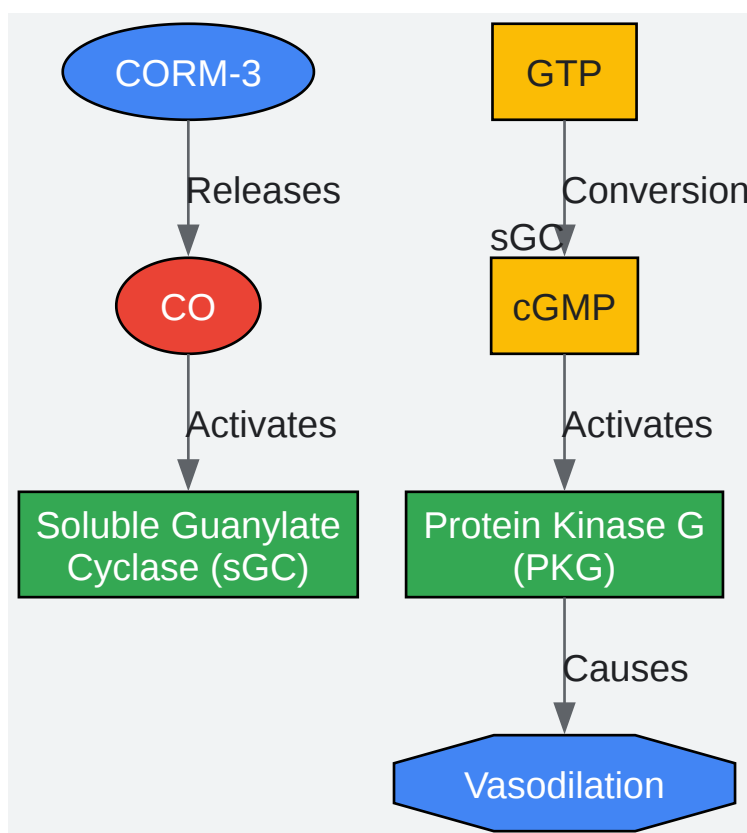 CORM-3
Releases
CO
Activates
Soluble Guanylate
Cyclase (sGC)
GTP
Conversion
sGC
cGMP
Activates
Protein Kinase G
(PKG)
Causes
Vasodilation